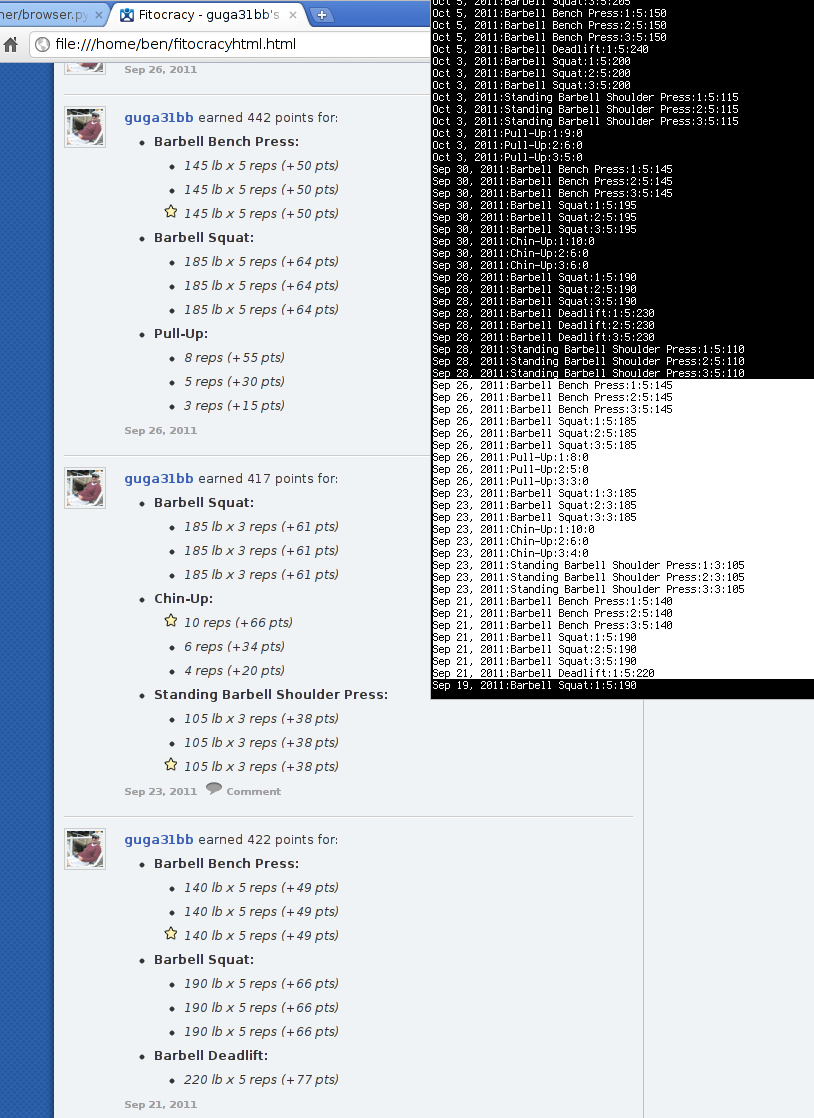 ner/browser.py
Fitocracy - guga31bb's
file:///home/ben/fitocracyhtml.html
Sep 26, 2011
guga31bb earned 442 points for:
Barbell Bench Press:
145 lb x 5 reps (+50 pts)
145 lb x 5 reps (+50 pts)
145 lb x 5 reps (+50 pts)
Barbell Squat:
185 lb x 5 reps (+64 pts)
185 lb x 5 reps (+64 pts)
185 lb x 5 reps (+64 pts)
Pull-Up:
8 reps (+55 pts)
5 reps (+30 pts)
3 reps (+15 pts)
Sep 26, 2011
guga31bb earned 417 points for:
Barbell Squat:
185 lb x 3 reps (+61 pts)
185 lb x 3 reps (+61 pts)
185 lb x 3 reps (+61 pts)
Chin-Up:
10 reps (+66 pts)
6 reps (+34 pts)
4 reps (+20 pts)
Standing Barbell Shoulder Press:
105 lb x 3 reps (+38 pts)
105 lb x 3 reps (+38 pts)
105 lb x 3 reps (+38 pts)
Sep 23, 2011 Comment
guga31bb earned 422 points for:
Barbell Bench Press:
140 lb x 5 reps (+49 pts)
140 lb x 5 reps (+49 pts)
140 lb x 5 reps (+49 pts)
Barbell Squat:
190 lb x 5 reps (+66 pts)
190 lb x 5 reps (+66 pts)
190 lb x 5 reps (+66 pts)
Barbell Deadlift:
220 lb x 5 reps (+77 pts)
Sep 21, 2011
Oct 5, 2011:Barbell Squat:3:5:205
Oct 5, 2011:Barbell Bench Press:1:5:150
Oct 5, 2011:Barbell Bench Press:2:5:150
Oct 5, 2011:Barbell Bench Press:3:5:150
Oct 5, 2011:Barbell Deadlift:1:5:240
Oct 3, 2011:Barbell Squat:1:5:200
Oct 3, 2011:Barbell Squat:2:5:200
Oct 3, 2011:Barbell Squat:3:5:200
Oct 3, 2011:Standing Barbell Shoulder Press:1:5:115
Oct 3, 2011:Standing Barbell Shoulder Press:2:5:115
Oct 3, 2011:Standing Barbell Shoulder Press:3:5:115
Oct 3, 2011:Pull-Up:1:9:0
Oct 3, 2011:Pull-Up:2:6:0
Oct 3, 2011:Pull-Up:3:5:0
Sep 30, 2011:Barbell Bench Press:1:5:145
Sep 30, 2011:Barbell Bench Press:2:5:145
Sep 30, 2011:Barbell Bench Press:3:5:145
Sep 30, 2011:Barbell Squat:1:5:195
Sep 30, 2011:Barbell Squat:2:5:195
Sep 30, 2011:Barbell Squat:3:5:195
Sep 30, 2011:Chin-Up:1:10:0
Sep 30, 2011:Chin-Up:2:6:0
Sep 30, 2011:Chin-Up:3:6:0
Sep 28, 2011:Barbell Squat:1:5:190
Sep 28, 2011:Barbell Squat:2:5:190
Sep 28, 2011:Barbell Squat:3:5:190
Sep 28, 2011:Barbell Deadlift:1:5:230
Sep 28, 2011:Barbell Deadlift:2:5:230
Sep 28, 2011:Barbell Deadlift:3:5:230
Sep 28, 2011:Standing Barbell Shoulder Press:1:5:110
Sep 28, 2011:Standing Barbell Shoulder Press:2:5:110
Sep 28, 2011:Standing Barbell Shoulder Press:3:5:110
Sep 26, 2011:Barbell Bench Press:1:5:145
Sep 26, 2011:Barbell Bench Press:2:5:145
Sep 26, 2011:Barbell Bench Press:3:5:145
Sep 26, 2011:Barbell Squat:1:5:185
Sep 26, 2011:Barbell Squat:2:5:185
Sep 26, 2011:Barbell Squat:3:5:185
Sep 26, 2011:Pull-Up:1:8:0
Sep 26, 2011:Pull-Up:2:5:0
Sep 26, 2011:Pull-Up:3:3:0
Sep 23, 2011:Barbell Squat:1:3:185
Sep 23, 2011:Barbell Squat:2:3:185
Sep 23, 2011:Barbell Squat:3:3:185
Sep 23, 2011:Chin-Up:1:10:0
Sep 23, 2011:Chin-Up:2:6:0
Sep 23, 2011:Chin-Up:3:4:0
Sep 23, 2011:Standing Barbell Shoulder Press:1:3:105
Sep 23, 2011:Standing Barbell Shoulder Press:2:3:105
Sep 23, 2011:Standing Barbell Shoulder Press:3:3:105
Sep 21, 2011:Barbell Bench Press:1:5:140
Sep 21, 2011:Barbell Bench Press:2:5:140
Sep 21, 2011:Barbell Bench Press:3:5:140
Sep 21, 2011:Barbell Squat:1:5:190
Sep 21, 2011:Barbell Squat:2:5:190
Sep 21, 2011:Barbell Squat:3:5:190
Sep 21, 2011:Barbell Deadlift:1:5:220
Sep 19, 2011:Barbell Squat:1:5:190